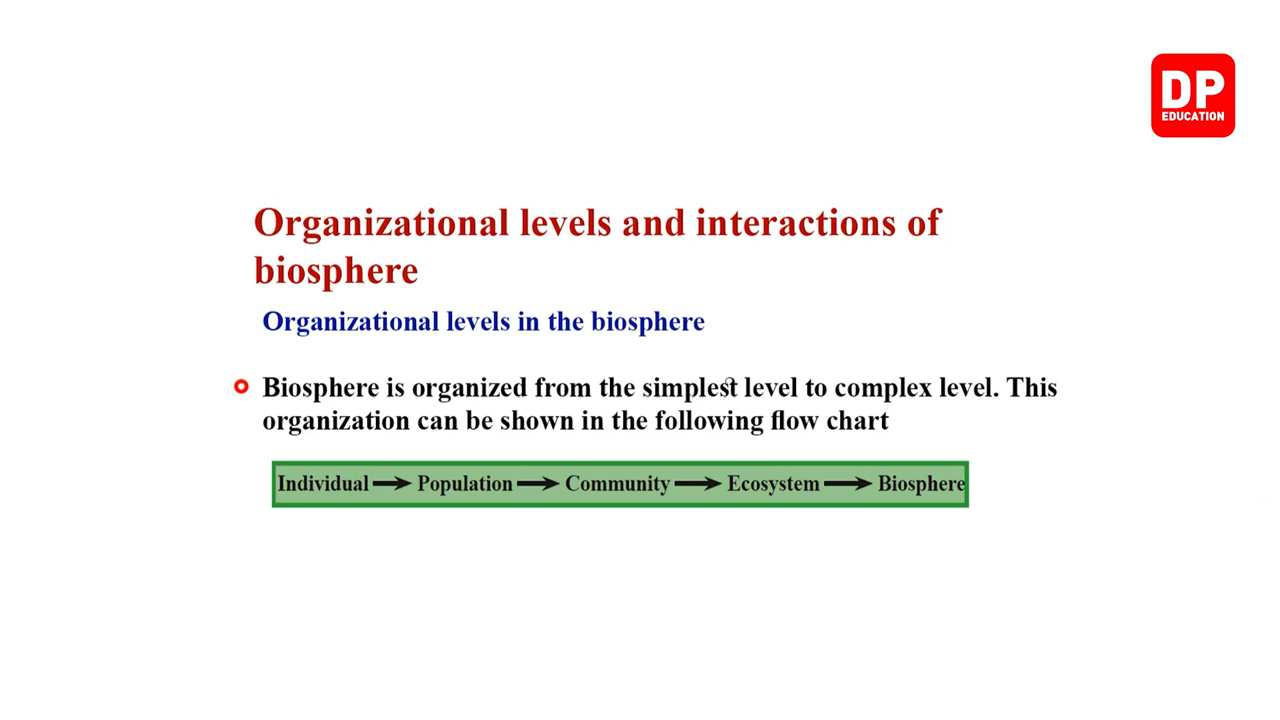 DP
EDUCATION
Organizational levels and interactions of
biosphere
Organizational levels in the biosphere
Biosphere is organized from the simplest level to complex level. This
organization can be shown in the following flow chart
Individual → Population → Community → Ecosystem → Biosphere